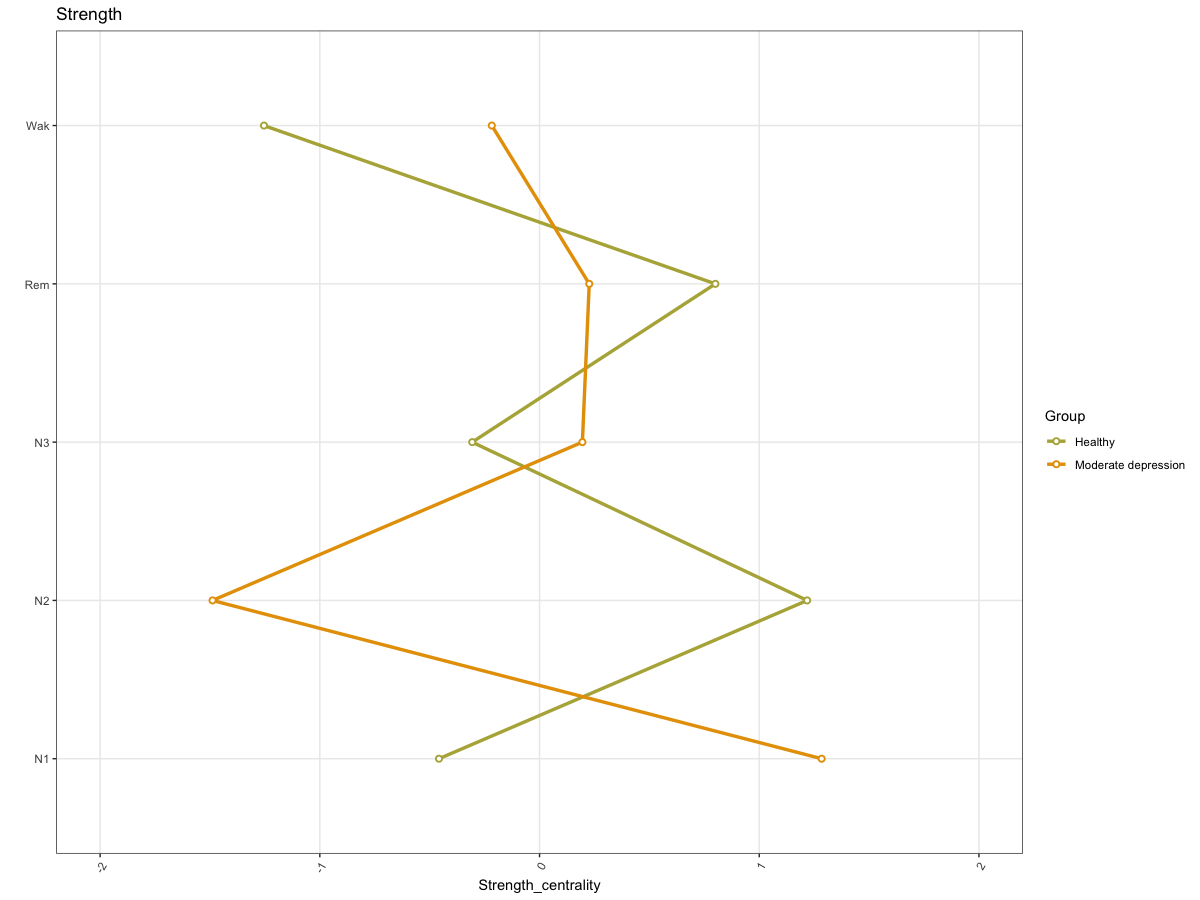 Strength
Wak
Rem
N3
N2
N1
-2
-1
0
1
2
Strength_centrality
Group
Healthy
Moderate depression